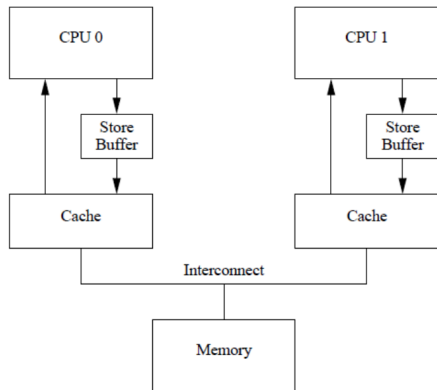 CPU 0
CPU 1
Store
Buffer
Store
Buffer
Cache
Cache
Interconnect
Memory